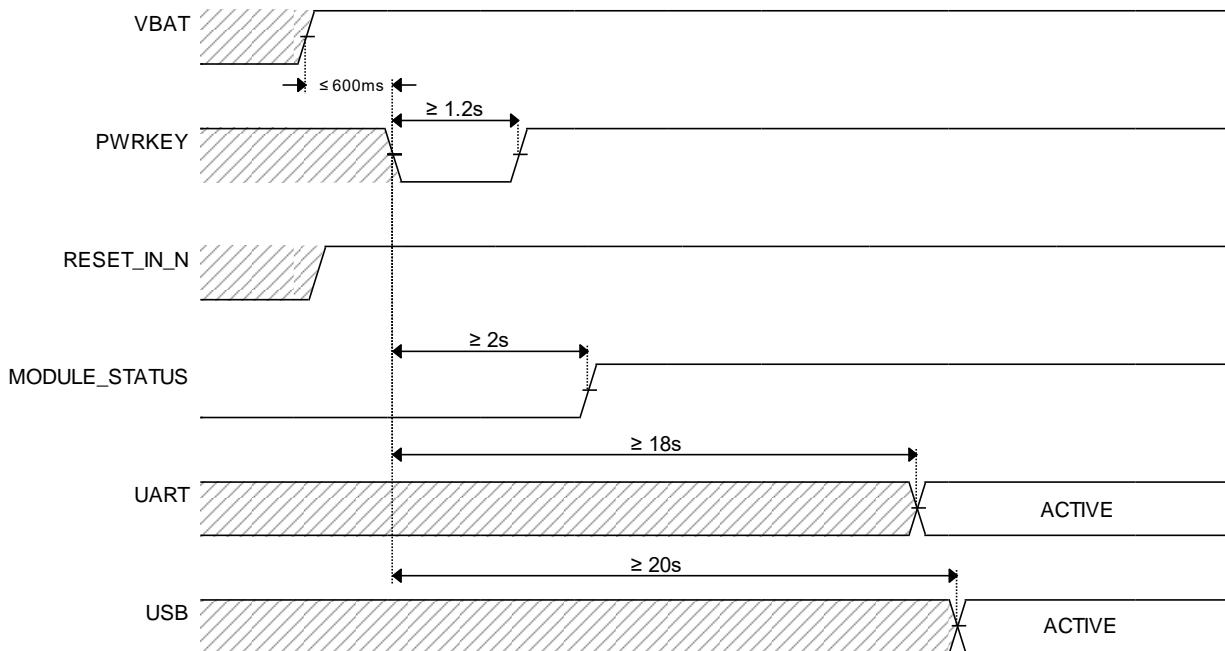 VBAT
≤ 600ms
≥ 1.2s
PWRKEY
RESET_IN_N
≥ 2s
MODULE_STATUS
≥ 18s
UART
ACTIVE
≥ 20s
USB
ACTIVE